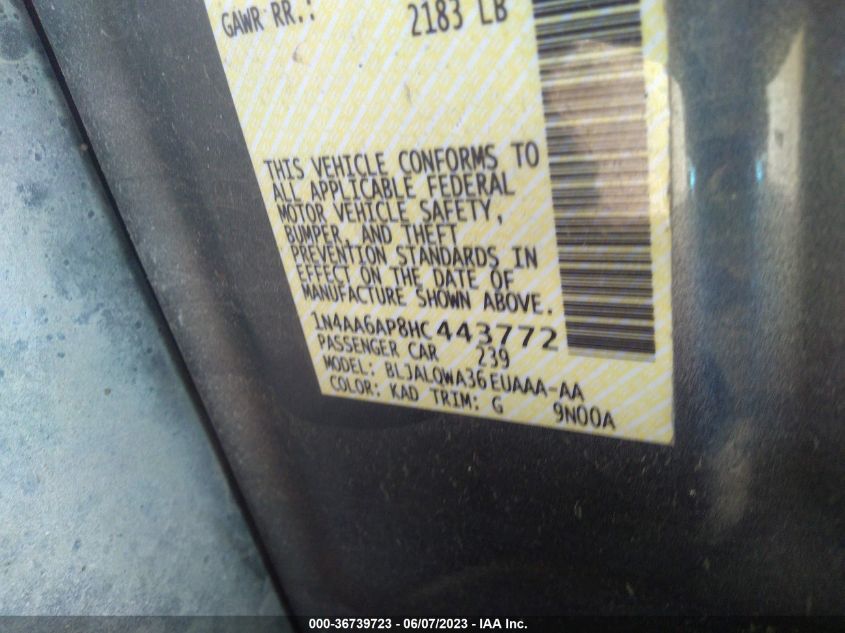 GAWR RR.: 2183 LB
THIS VEHICLE CONFORMS TO
ALL APPLICABLE FEDERAL
MOTOR VEHICLE SAFETY,
BUMPER, AND THEFT
PREVENTION STANDARDS IN
EFFECT ON THE DATE OF
MANUFACTURE SHOWN ABOVE.
1N4AA6AP8HC443772
PASSENGER CAR 239
MODEL: BLJALQWA36EUAAA-AA
COLOR: KAD TRIM: G 9N00A
000-36739723 - 06/07/2023 - IAA Inc.